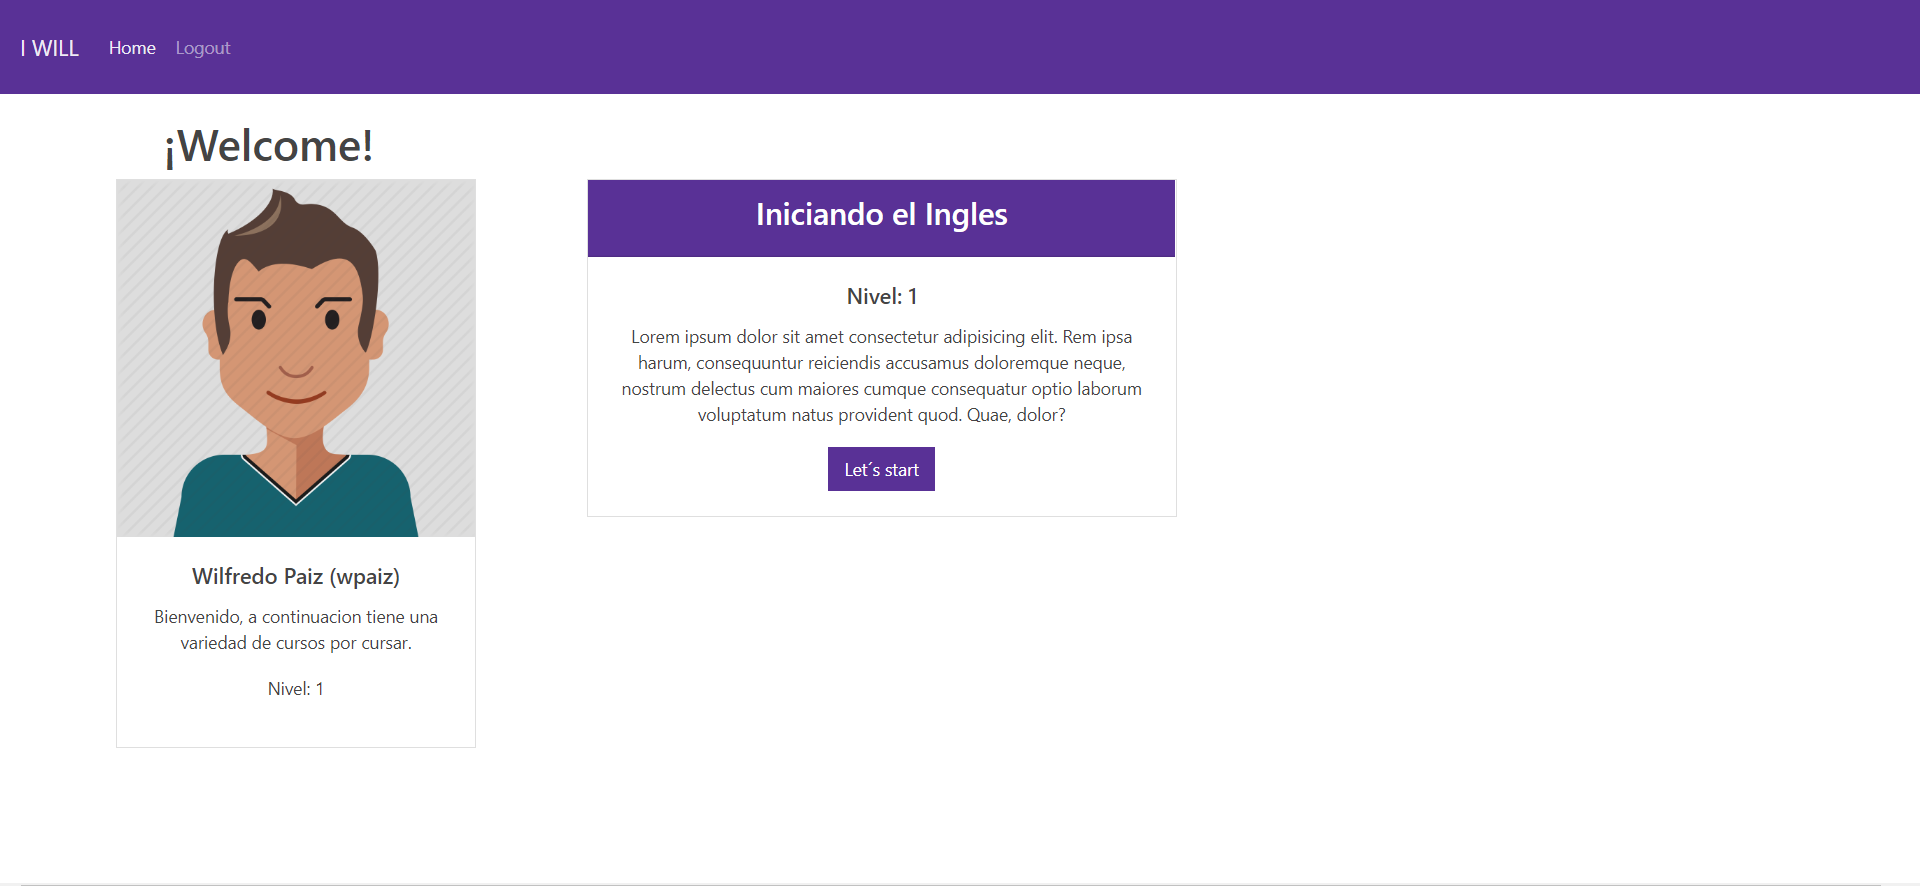 I WILL Home Logout
¡Welcome!
Wilfredo Paiz (wpaiz)
Bienvenido, a continuacion tiene una
variedad de cursos por cursar.
Nivel: 1
Iniciando el Ingles
Nivel: 1
Lorem ipsum dolor sit amet consectetur adipisicing elit. Rem ipsa
harum, consequuntur reiciendis accusamus doloremque neque,
nostrum delectus cum maiores cumque consequatur optio laborum
voluptatum natus provident quod. Quae, dolor?
Let´s start